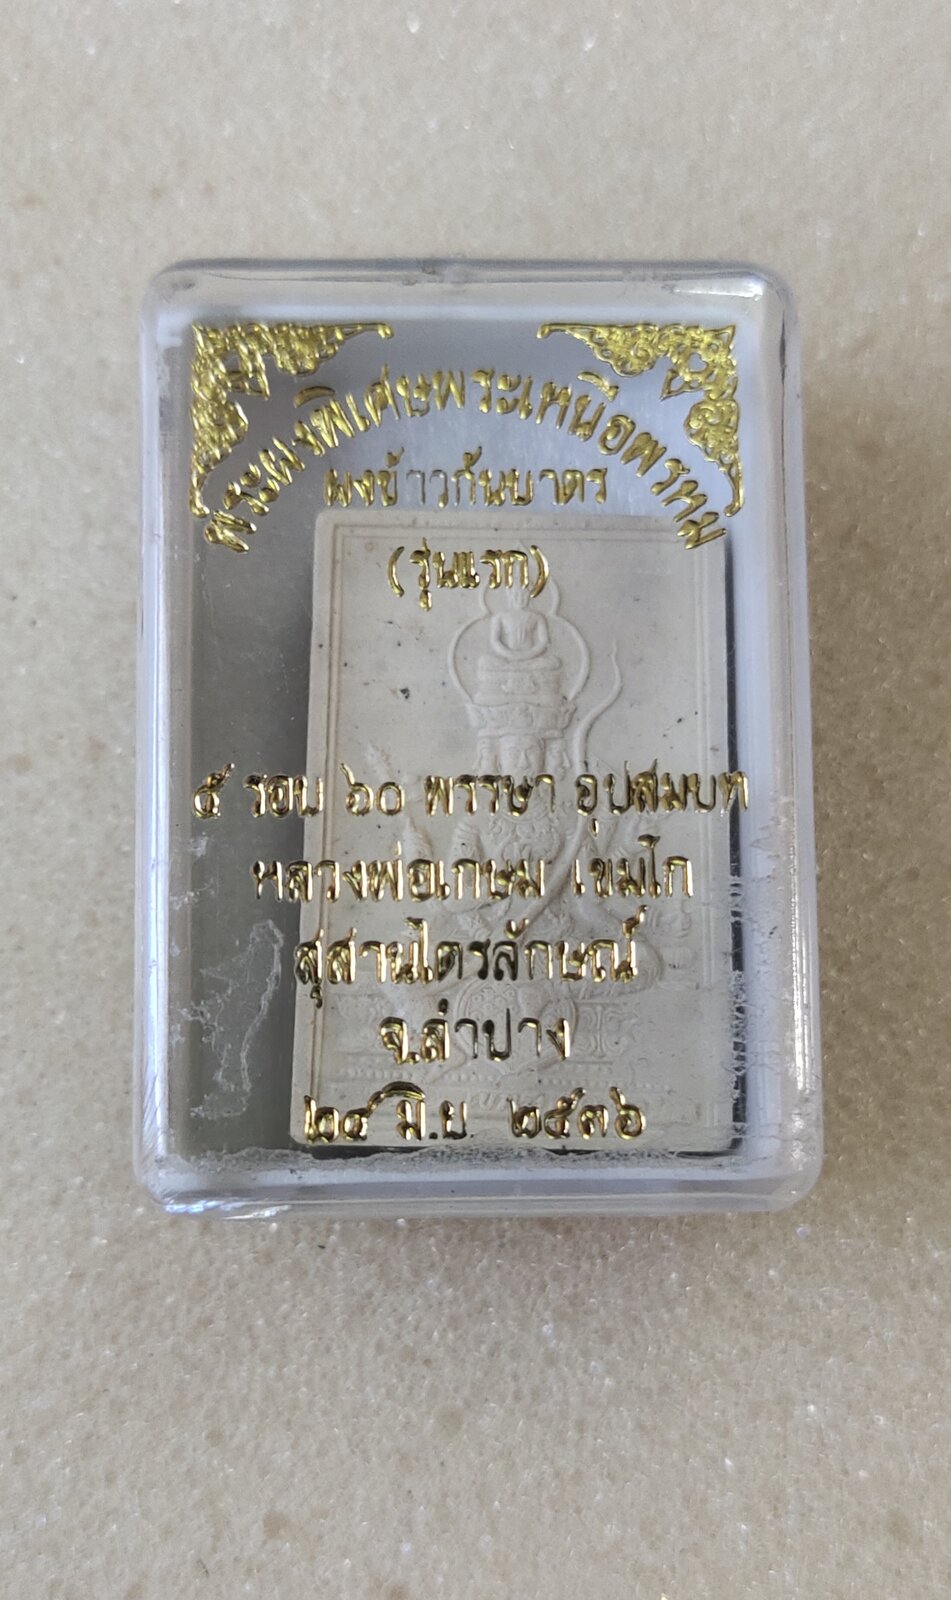 พระผงพิเศษพระเหนือพรหม
ผงข้าวก้นบาตร
(รุ่นแรก)
๕ รอบ ๖๐ พรรษา อุปสมบท
หลวงพ่อเกษม เขมโก
สุสานไตรลักษณ์
จ.ลำปาง
๒๕ มิ.ย. ๒๕๓๖